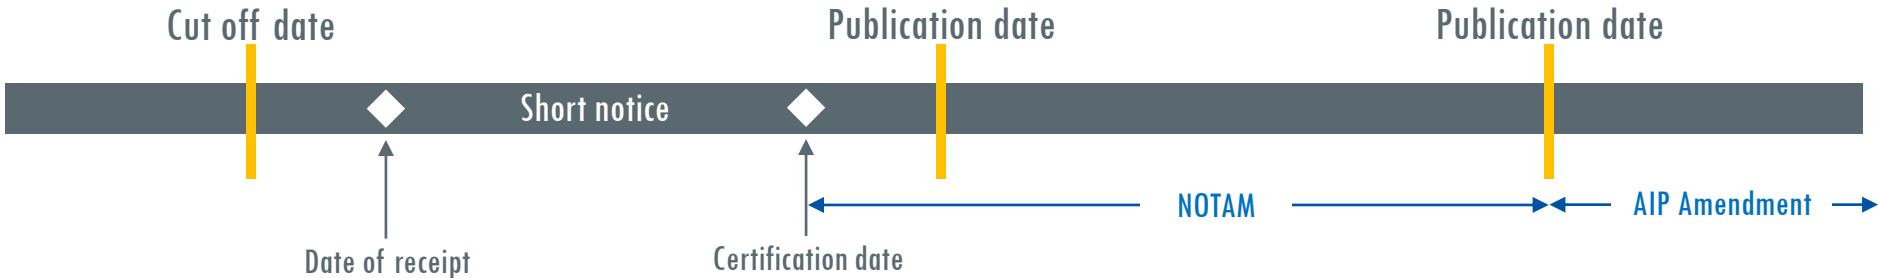 Cut off date
Publication date
Publication date
Short notice
NOTAM
AIP Amendment
Date of receipt
Certification date